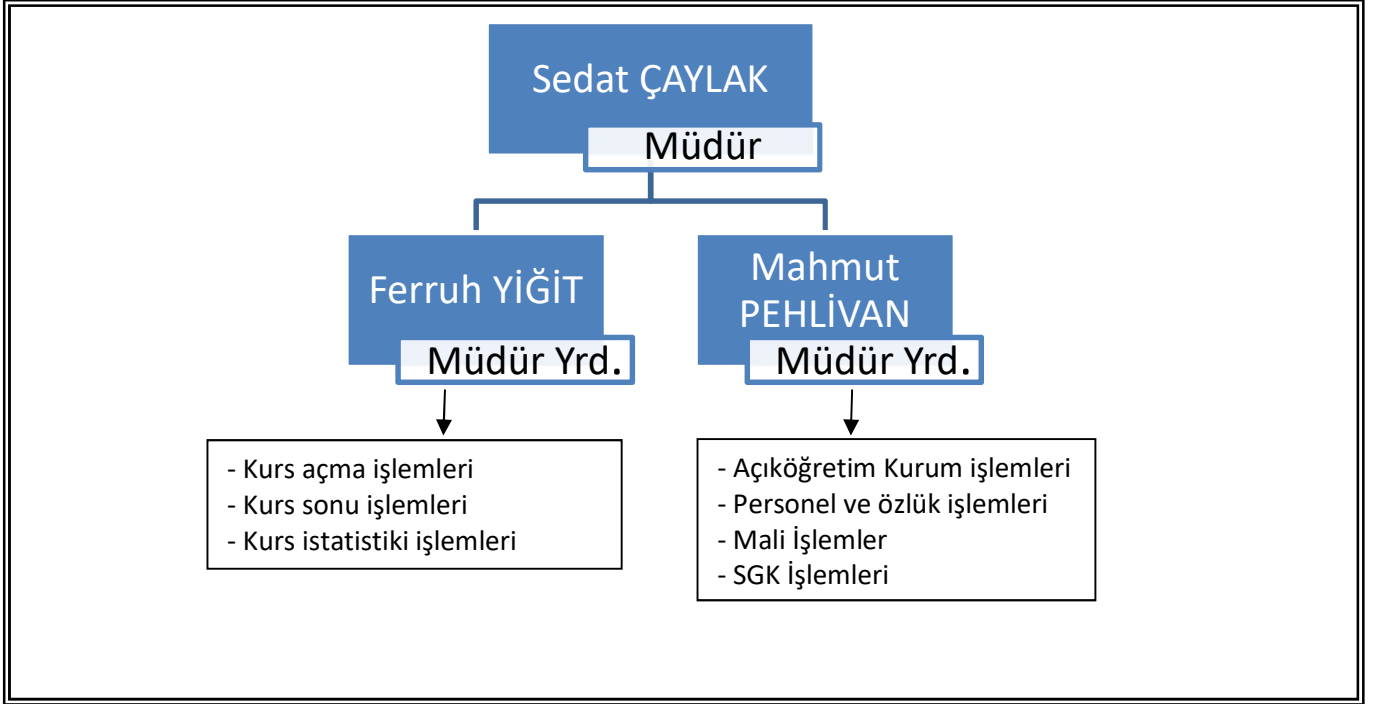 Sedat ÇAYLAK
Müdür
Ferruh YİĞİT
Müdür Yrd.
Mahmut
PEHLİVAN
Müdür Yrd.
- Kurs açma işlemleri
- Kurs sonu işlemleri
- Kurs istatistiki işlemleri
- Açıköğretim Kurum işlemleri
- Personel ve özlük işlemleri
- Mali İşlemler
- SGK İşlemleri